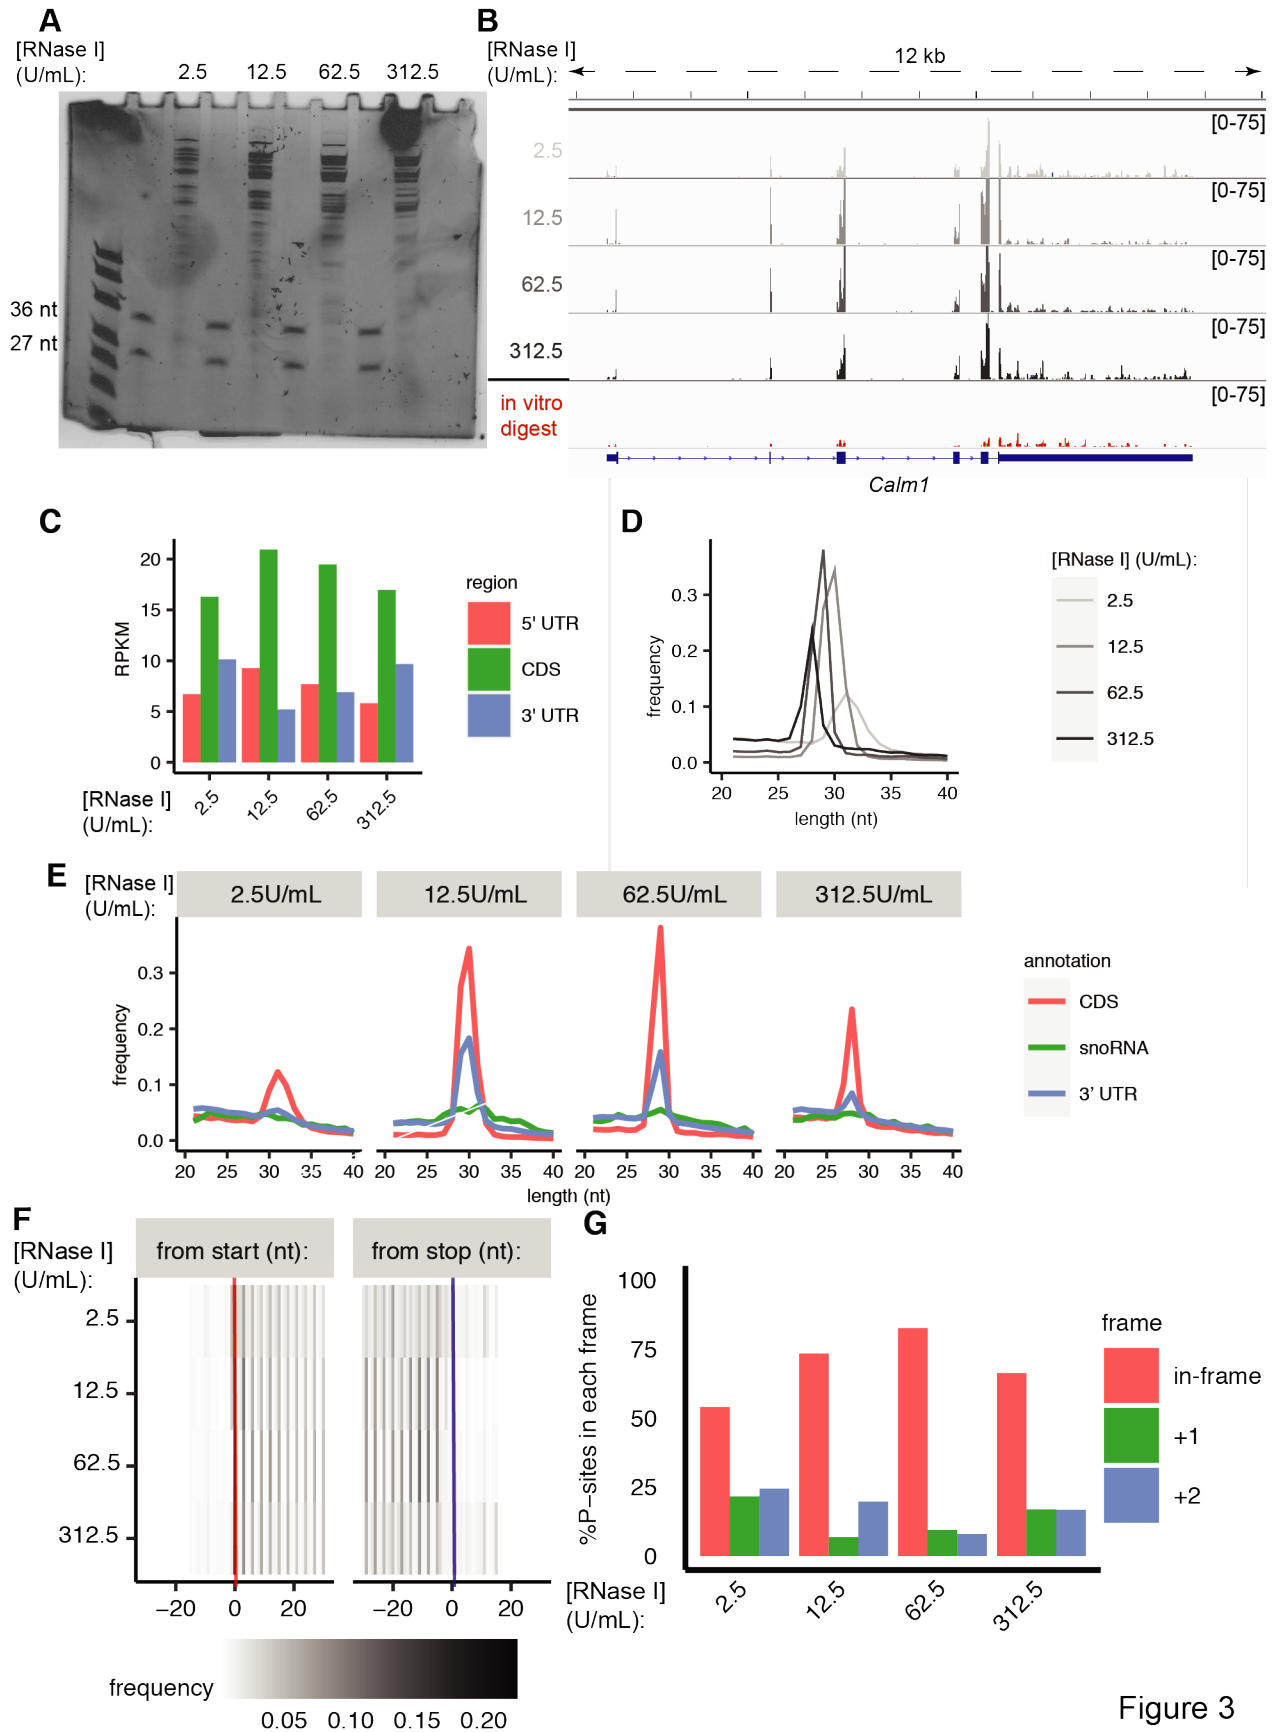 A
[RNase I]
(U/mL):
2.5 12.5 62.5 312.5
36 nt
27 nt
B
[RNase I]
(U/mL):
12 kb
2.5 [0-75]
12.5 [0-75]
62.5 [0-75]
312.5 [0-75]
in vitro
digest
[0-75]
Calm1
C
RPKM
20
15
10
5
0
[RNase I]
(U/mL):
2.5 12.5 62.5 312.5
region
5' UTR
CDS
3' UTR
D
frequency
0.3
0.2
0.1
0.0
20 25 30 35 40
length (nt)
[RNase I] (U/mL):
2.5
12.5
62.5
312.5
E
[RNase I]
(U/mL):
2.5U/mL 12.5U/mL 62.5U/mL 312.5U/mL
frequency
0.3
0.2
0.1
0.0
20 25 30 35 40 20 25 30 35 40 20 25 30 35 40 20 25 30 35 40
length (nt)
annotation
CDS
snoRNA
3' UTR
F
[RNase I]
(U/mL):
from start (nt): from stop (nt):
2.5
12.5
62.5
312.5
−20 0 20 −20 0 20
frequency
0.05 0.10 0.15 0.20
G
%P−sites in each frame
100
75
50
25
0
[RNase I]
(U/mL):
2.5 12.5 62.5 312.5
frame
in-frame
+1
+2
Figure 3